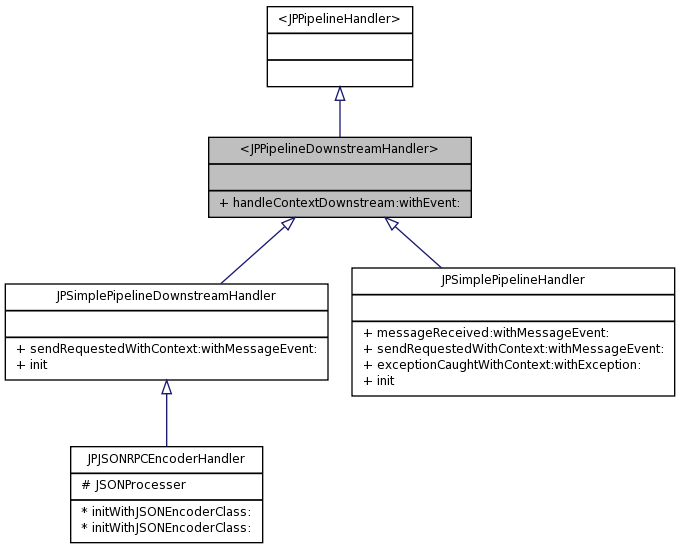 <JPPipelineHandler>
<JPPipelineDownstreamHandler>
+ handleContextDownstream:withEvent:
JPSimplePipelineDownstreamHandler
+ sendRequestedWithContext:withMessageEvent:
+ init
JPSimplePipelineHandler
+ messageReceived:withMessageEvent:
+ sendRequestedWithContext:withMessageEvent:
+ exceptionCaughtWithContext:withException:
+ init
JPJSONRPCEncoderHandler
# JSONProcesser
* initWithJSONEncoderClass:
* initWithJSONEncoderClass: